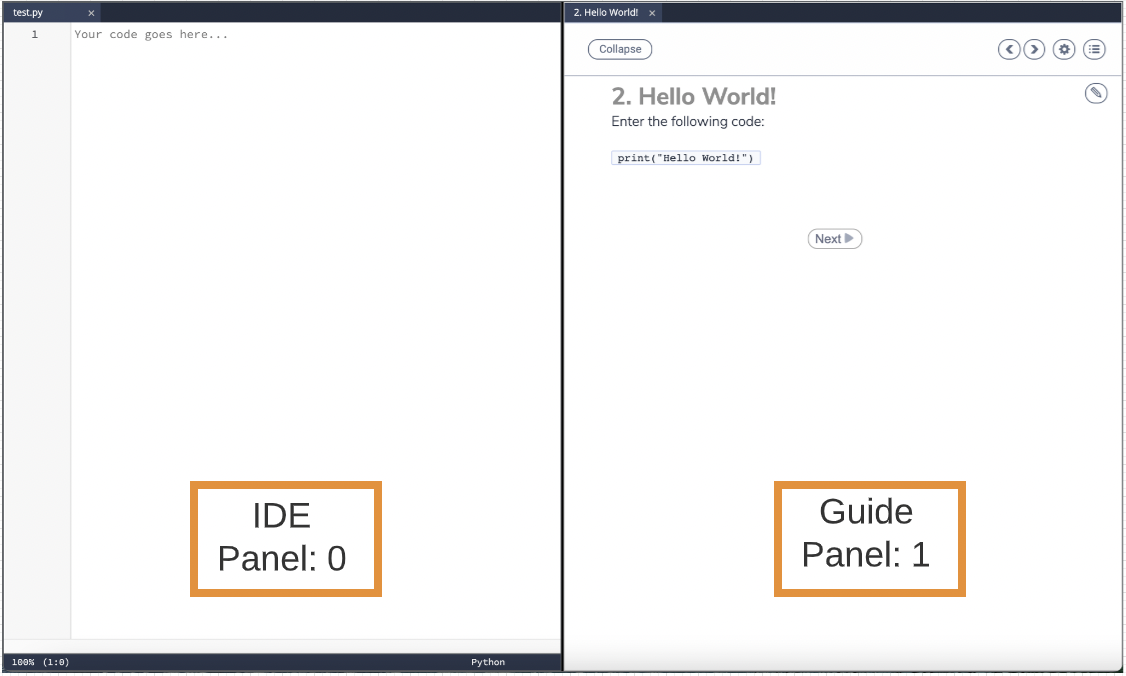 test.py ×
1 Your code goes here...
IDE
Panel: 0
100% (1:0) Python
2. Hello World! ×
Collapse
2. Hello World!
Enter the following code:
print("Hello World!")
Next
Guide
Panel: 1